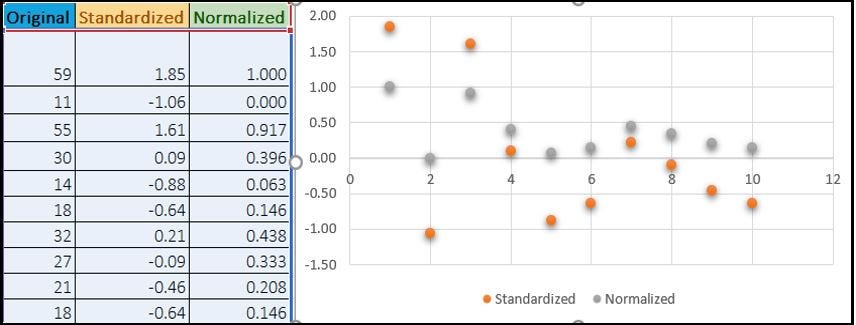 Original Standardized Normalized
59 1.85 1.000
11 -1.06 0.000
55 1.61 0.917
30 0.09 0.396
14 -0.88 0.063
18 -0.64 0.146
32 0.21 0.438
27 -0.09 0.333
21 -0.46 0.208
18 -0.64 0.146
2.00
1.50
1.00
0.50
0.00
0 2 4 6 8 10 12
-0.50
-1.00
-1.50
Standardized Normalized